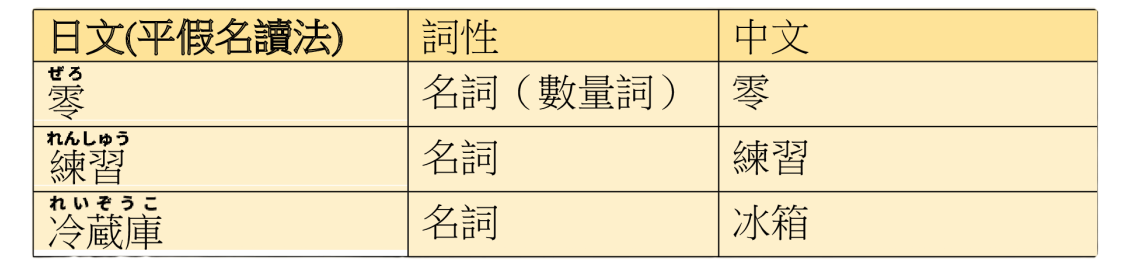 日文(平假名讀法) 詞性 中文
ぜろ
零 名詞（數量詞） 零
れんしゅう
練習 名詞 練習
れいぞうこ
冷蔵庫 名詞 冰箱